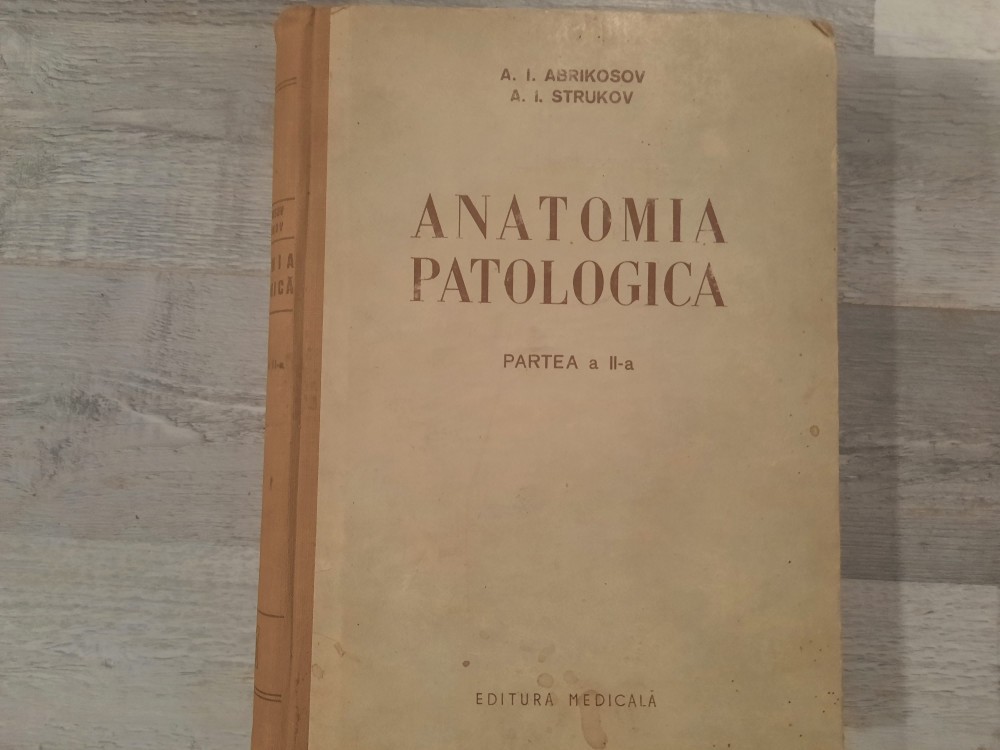 A. I. ABRIKOSOV
A. I. STRUKOV
ANATOMIA
PATOLOGICA
PARTEA a II-a
EDITURA MEDICALĂ